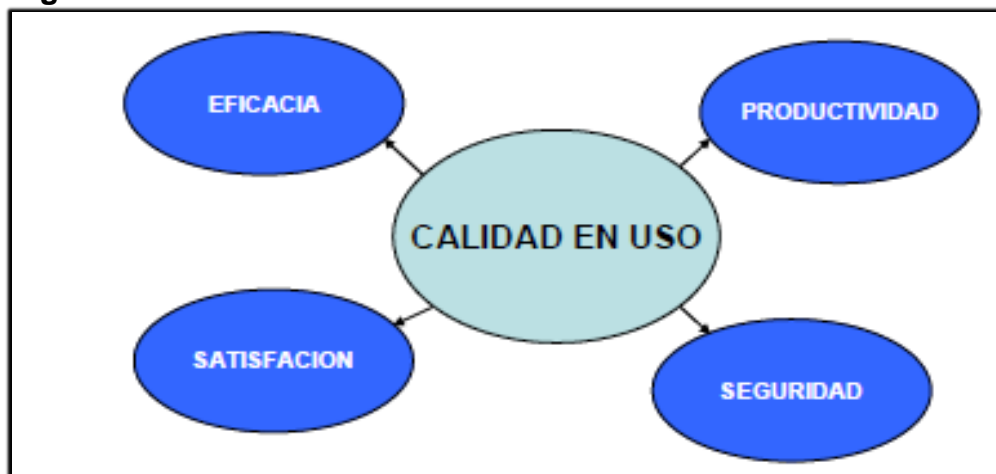 EFICACIA
PRODUCTIVIDAD
CALIDAD EN USO
SATISFACION
SEGURIDAD